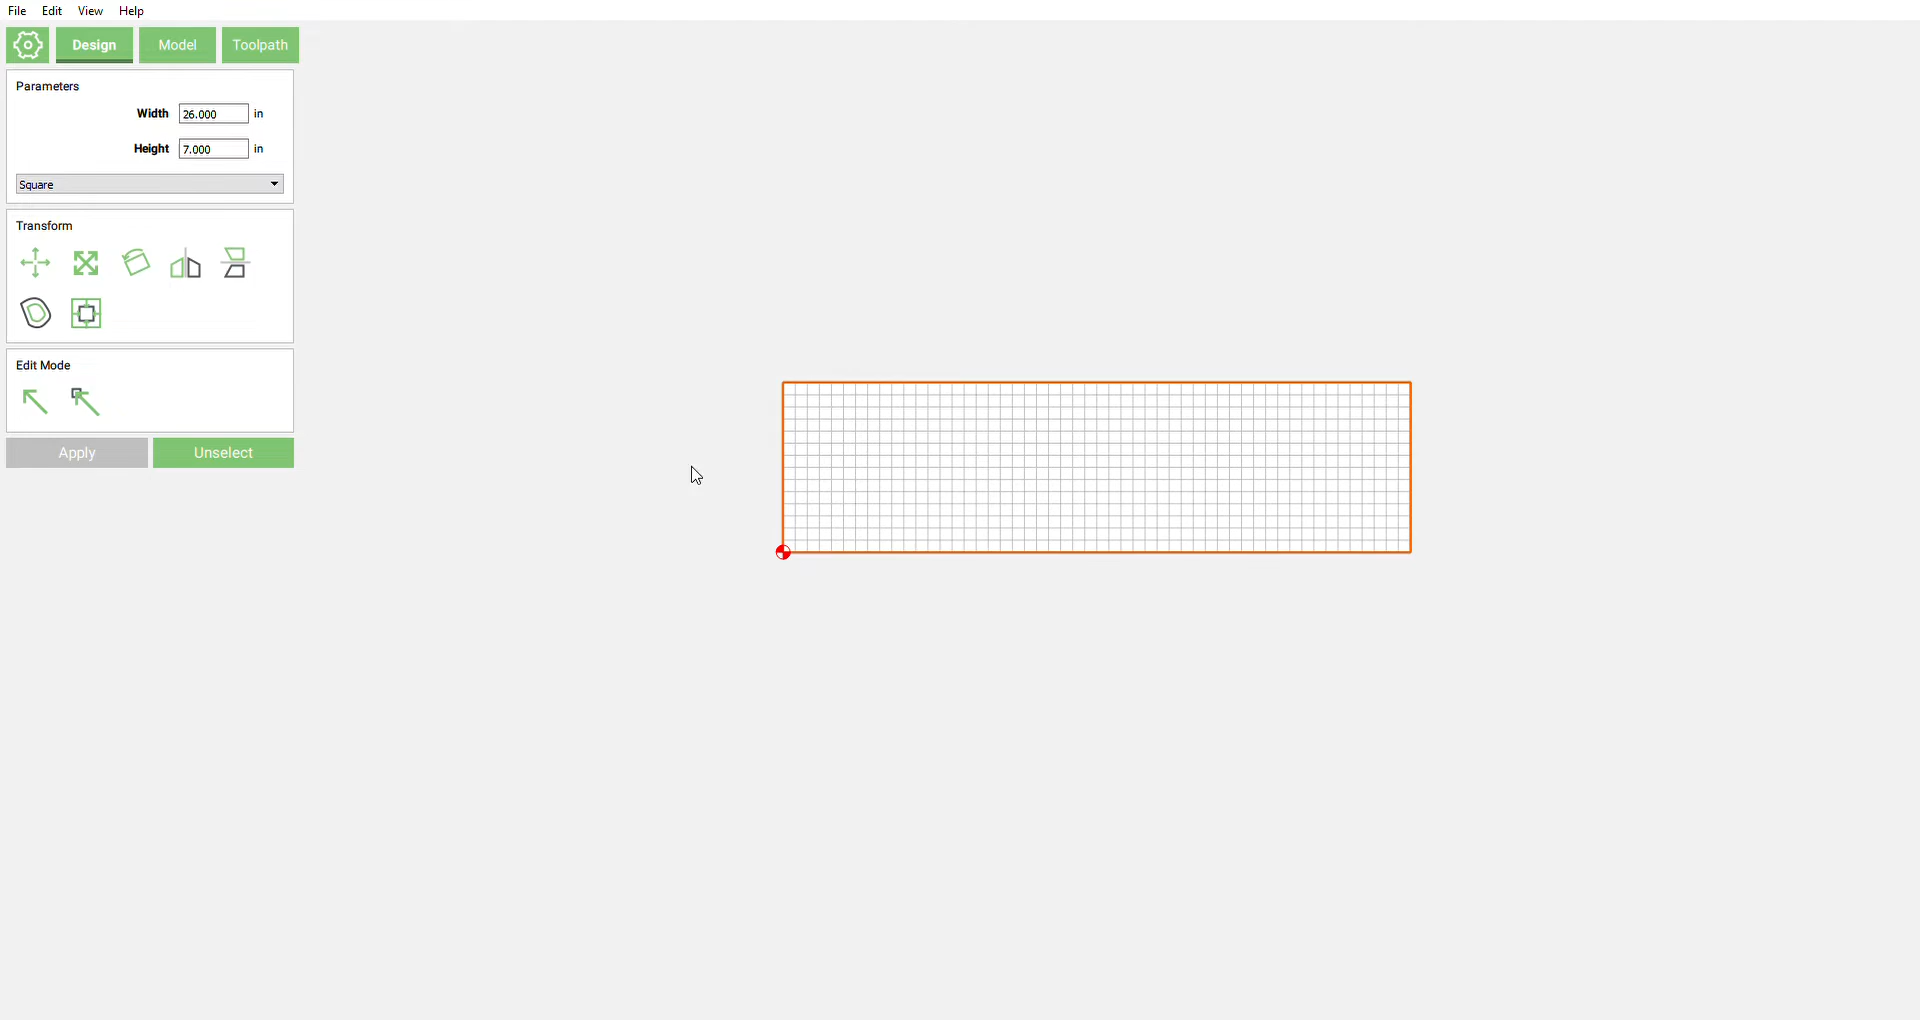 File Edit View Help
Design Model Toolpath
Parameters
Width 26.000 in
Height 7.000 in
Square
Transform
Edit Mode
Apply Unselect